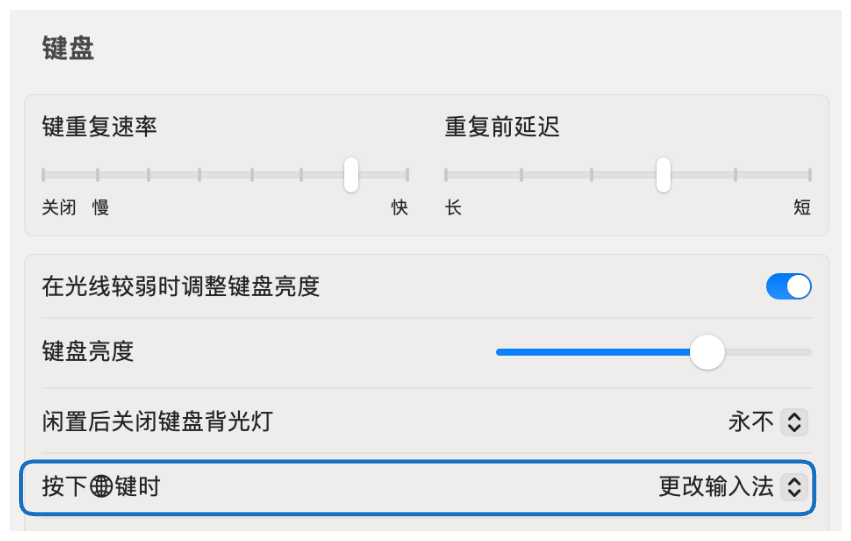 键盘
键重复速率 重复前延迟
关闭 慢 快 长 短
在光线较弱时调整键盘亮度
键盘亮度
闲置后关闭键盘背光灯 永不
按下🌐键时 更改输入法